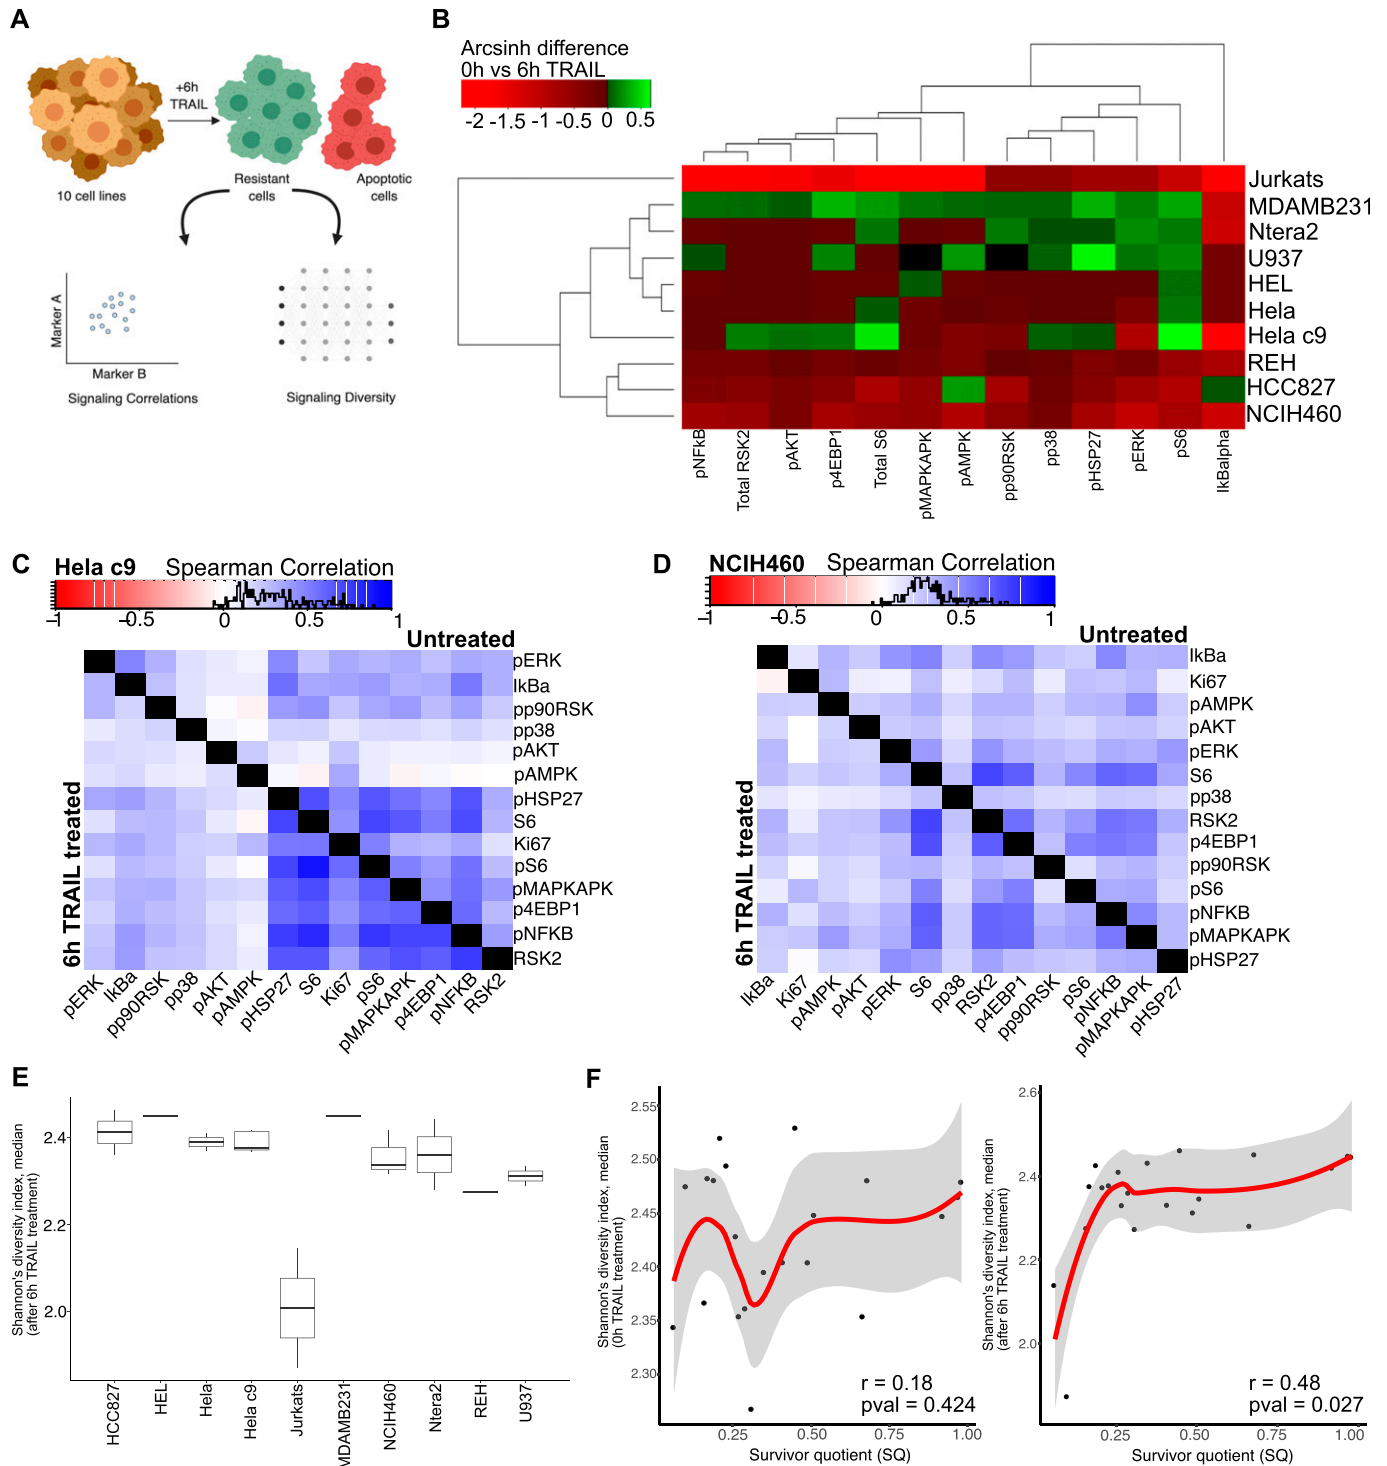 A
+6h
TRAIL
10 cell lines
Resistant
cells
Apoptotic
cells
Marker A
Marker B
Signaling Correlations
Signaling Diversity
B
Arcsinh difference
0h vs 6h TRAIL
-2 -1.5 -1 -0.5 0 0.5
Jurkats
MDAMB231
Ntera2
U937
HEL
Hela
Hela c9
REH
HCC827
NCIH460
pNFkB
Total RSK2
pAKT
p4EBP1
Total S6
pMAPKAPK
pAMPK
pp90RSK
pp38
pHSP27
pERK
pS6
IkBalpha
C
Hela c9 Spearman Correlation
-1 -0.5 0 0.5 1
Untreated
pERK
IkBa
pp90RSK
pp38
pAKT
pAMPK
pHSP27
S6
Ki67
pS6
pMAPKAPK
p4EBP1
pNFKB
RSK2
6h TRAIL treated
pERK
IkBa
pp90RSK
pp38
pAKT
pAMPK
pHSP27
S6
Ki67
pS6
pMAPKAPK
p4EBP1
pNFKB
RSK2
D
NCIH460 Spearman Correlation
-1 -0.5 0 0.5 1
Untreated
IkBa
Ki67
pAMPK
pAKT
pERK
S6
pp38
RSK2
p4EBP1
pp90RSK
pS6
pNFKB
pMAPKAPK
pHSP27
6h TRAIL treated
IkBa
Ki67
pAMPK
pAKT
pERK
S6
pp38
RSK2
p4EBP1
pp90RSK
pS6
pNFKB
pMAPKAPK
pHSP27
E
Shannon's diversity index, median
(after 6h TRAIL treatment)
2.4
2.2
2.0
HCC827
HEL
Hela
Hela c9
Jurkats
MDAMB231
NCIH460
Ntera2
REH
U937
F
Shannon's diversity index, median
(0h TRAIL treatment)
2.55
2.50
2.45
2.40
2.35
2.30
r = 0.18
pval = 0.424
0.25 0.50 0.75 1.00
Survivor quotient (SQ)
Shannon's diversity index, median
(after 6h TRAIL treatment)
2.6
2.4
2.2
2.0
r = 0.48
pval = 0.027
0.25 0.50 0.75 1.00
Survivor quotient (SQ)